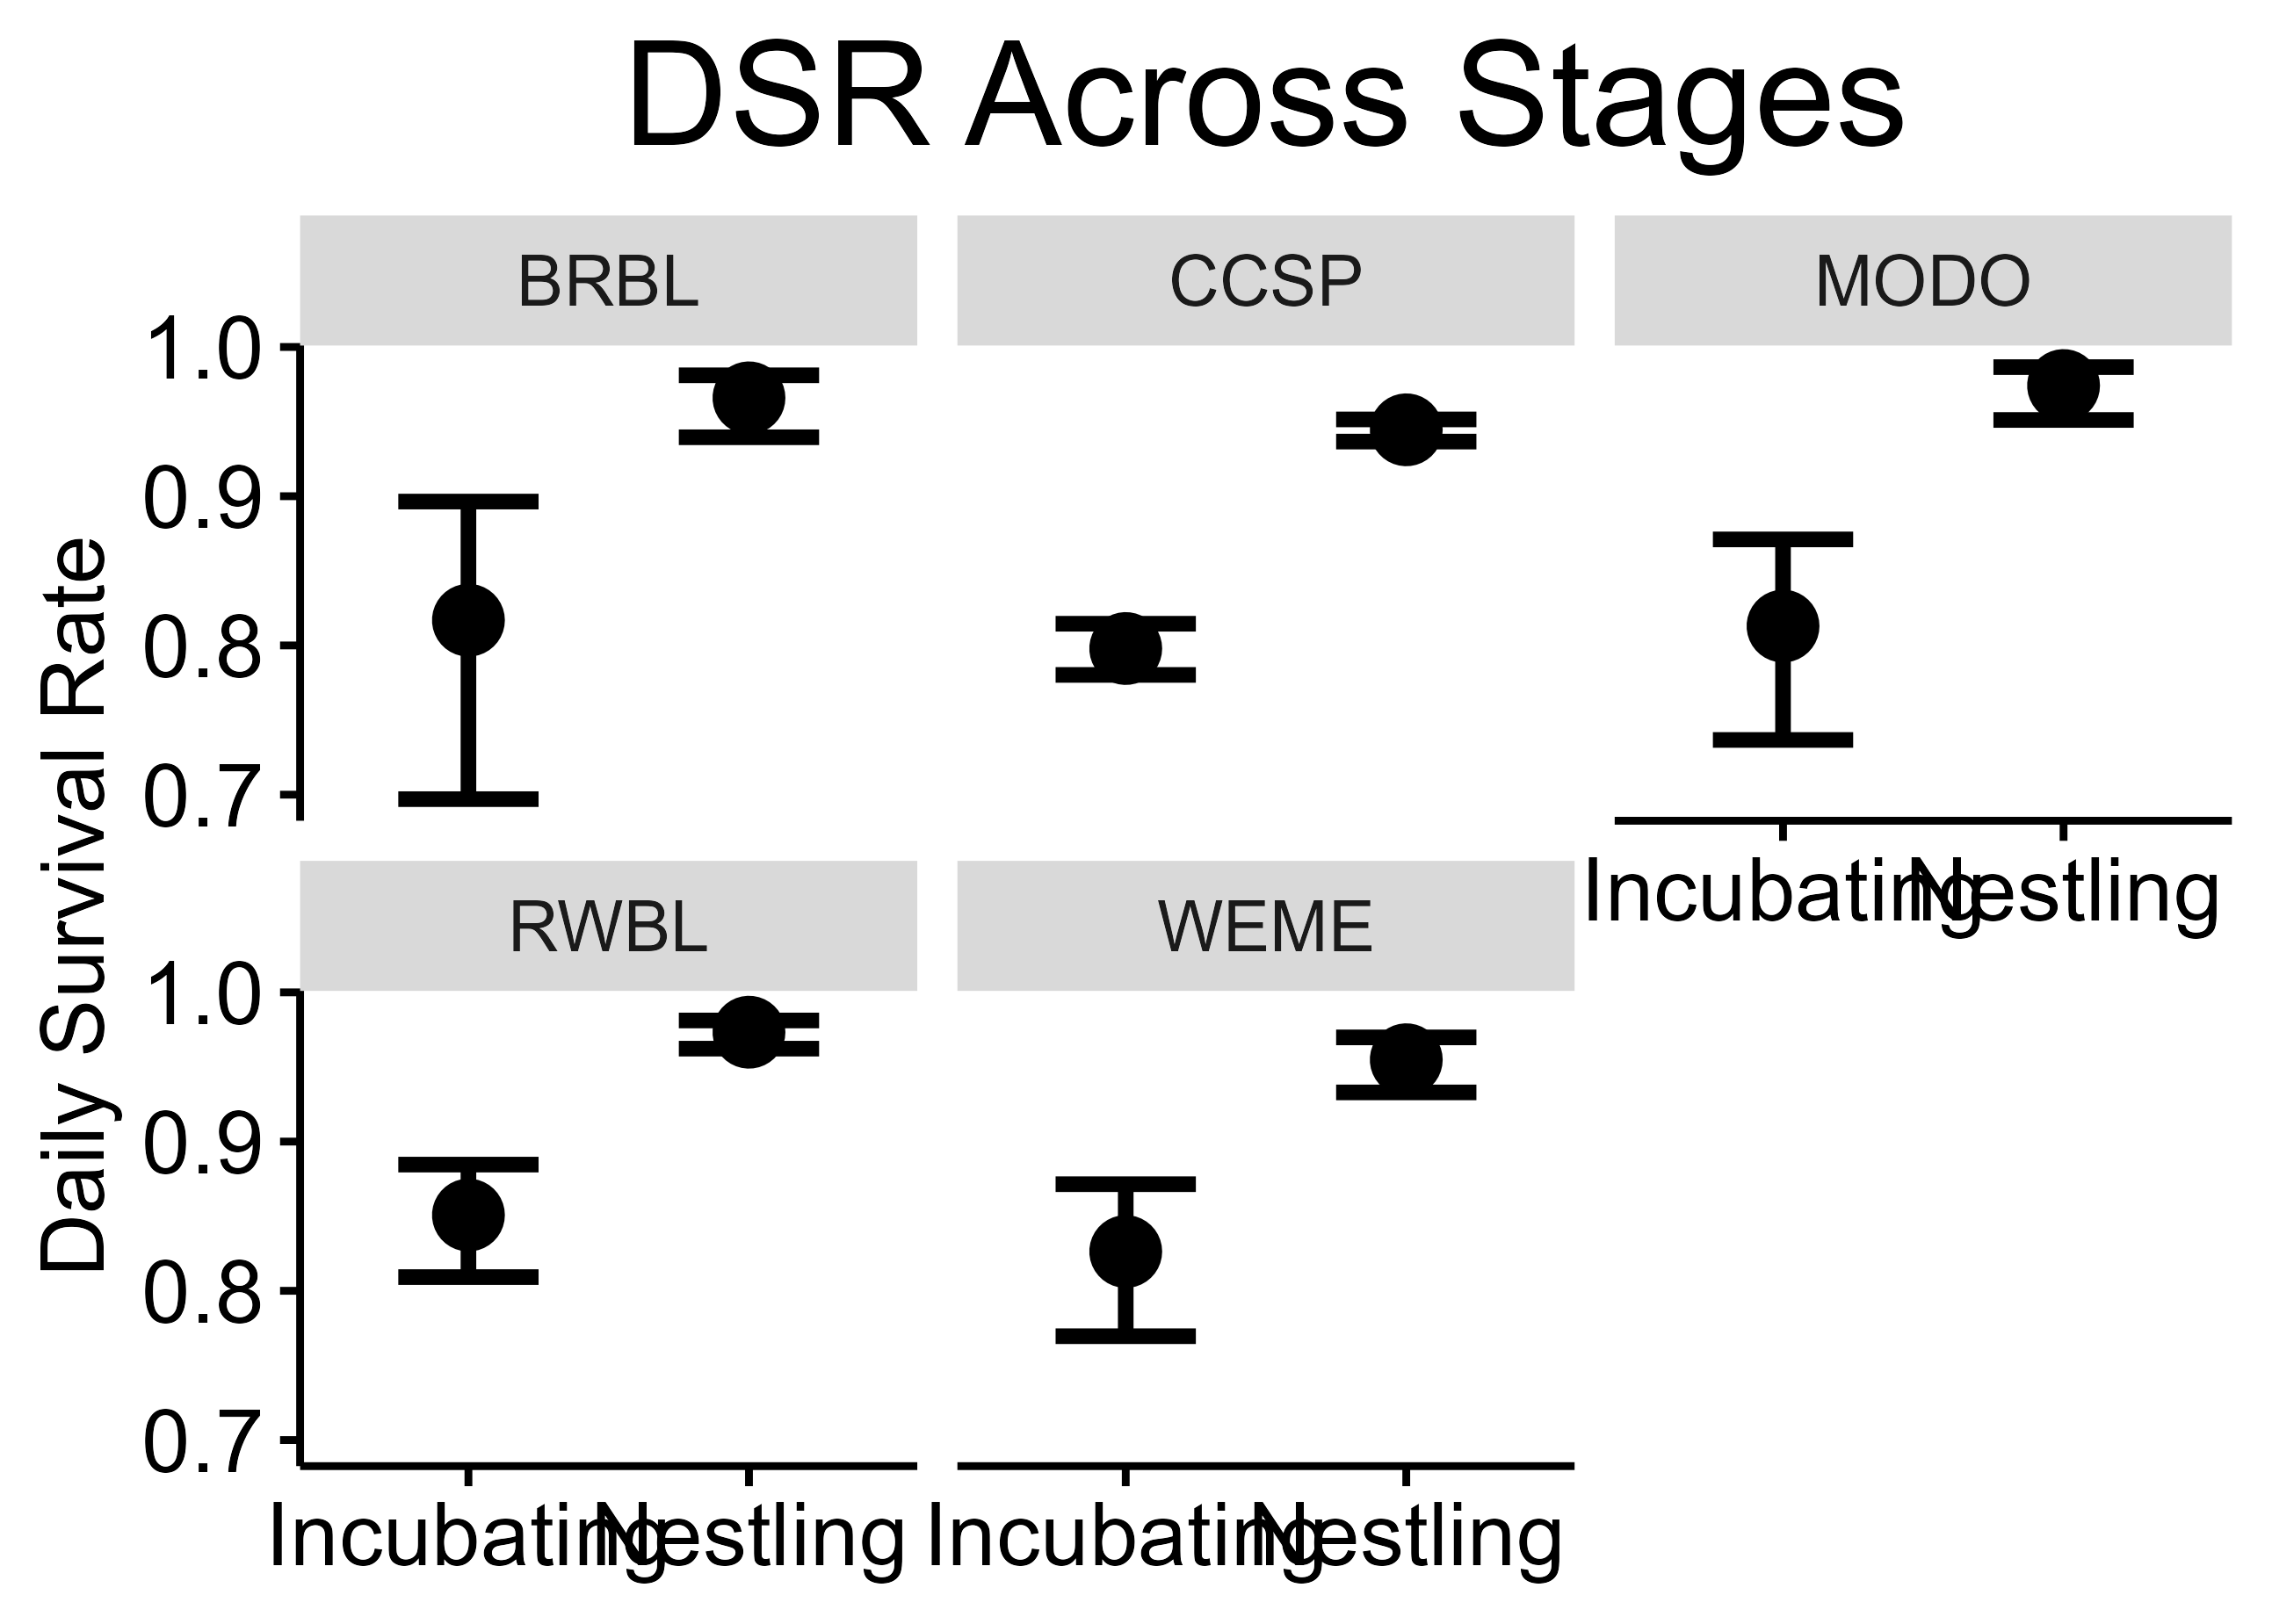 DSR Across Stages
BRBL
CCSP
MODO
Daily Survival Rate
1.0
0.9
0.8
0.7
Incubating
Nestling
RWBL
WEME
1.0
0.9
0.8
0.7
Incubating
Nestling
Incubating
Nestling